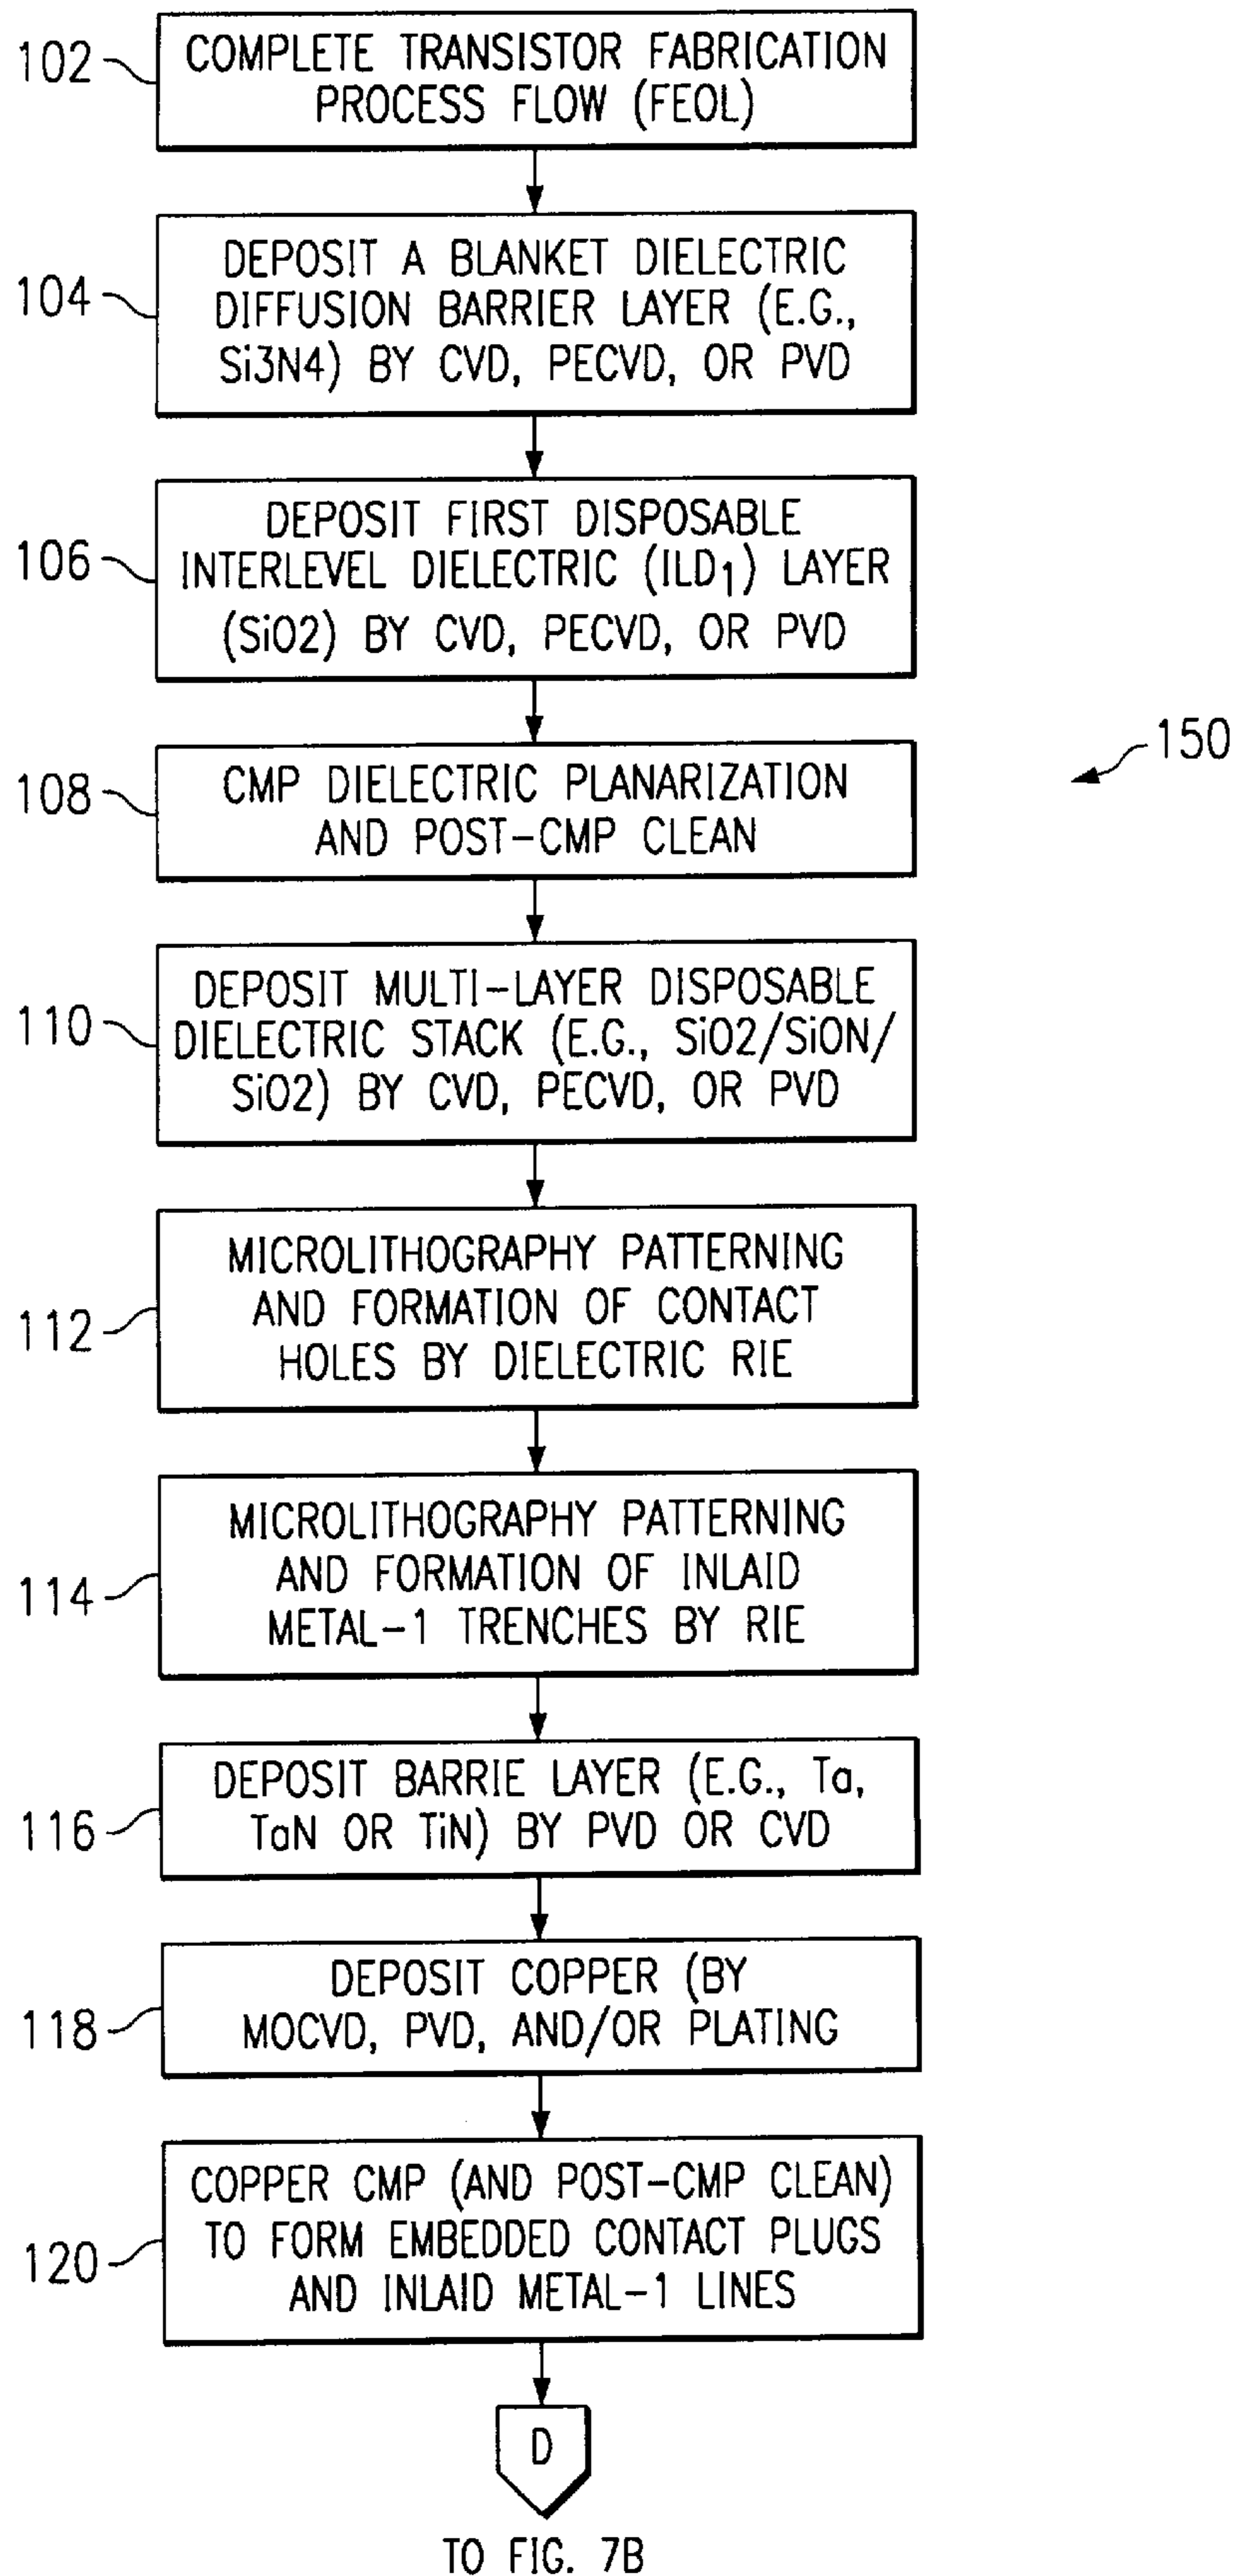 102
COMPLETE TRANSISTOR FABRICATION
PROCESS FLOW (FEOL)
104
DEPOSIT A BLANKET DIELECTRIC
DIFFUSION BARRIER LAYER (E.G.,
Si3N4) BY CVD, PECVD, OR PVD
106
DEPOSIT FIRST DISPOSABLE
INTERLEVEL DIELECTRIC (ILD₁) LAYER
(SiO2) BY CVD, PECVD, OR PVD
150
108
CMP DIELECTRIC PLANARIZATION
AND POST-CMP CLEAN
110
DEPOSIT MULTI-LAYER DISPOSABLE
DIELECTRIC STACK (E.G., SiO2/SiON/
SiO2) BY CVD, PECVD, OR PVD
112
MICROLITHOGRAPHY PATTERNING
AND FORMATION OF CONTACT
HOLES BY DIELECTRIC RIE
114
MICROLITHOGRAPHY PATTERNING
AND FORMATION OF INLAID
METAL-1 TRENCHES BY RIE
116
DEPOSIT BARRIE LAYER (E.G., Ta,
TaN OR TiN) BY PVD OR CVD
118
DEPOSIT COPPER (BY
MOCVD, PVD, AND/OR PLATING
120
COPPER CMP (AND POST-CMP CLEAN)
TO FORM EMBEDDED CONTACT PLUGS
AND INLAID METAL-1 LINES
D
TO FIG. 7B